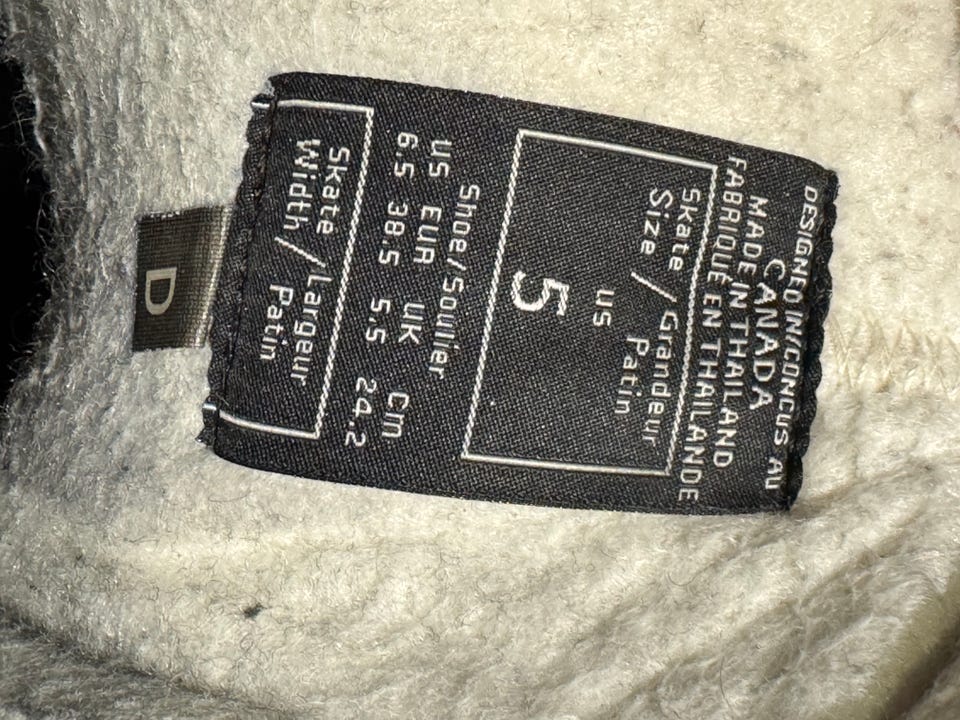 DESIGNED IN/CONCUS AU
CANADA
MADE IN THAILAND
FABRIQUÉ EN THAILANDE
Skate / Grandeur
Size / Patin
US
5
Shoe/Soulier
US EUR UK Cm
6.5 38.5 5.5 24.2
Skate / Largeur
Width / Patin
D